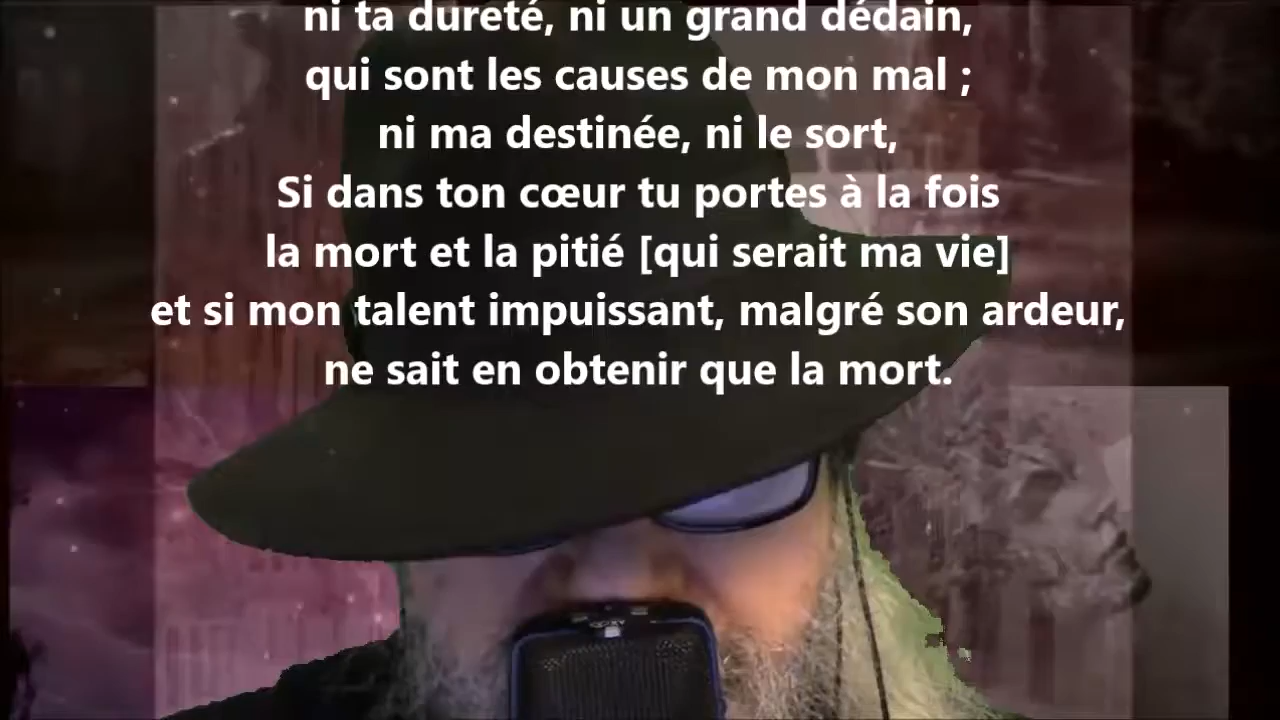 ni ta dureté, ni un grand dédain,
qui sont les causes de mon mal ;
ni ma destinée, ni le sort,
Si dans ton cœur tu portes à la fois
la mort et la pitié [qui serait ma vie]
et si mon talent impuissant, malgré son ardeur,
ne sait en obtenir que la mort.